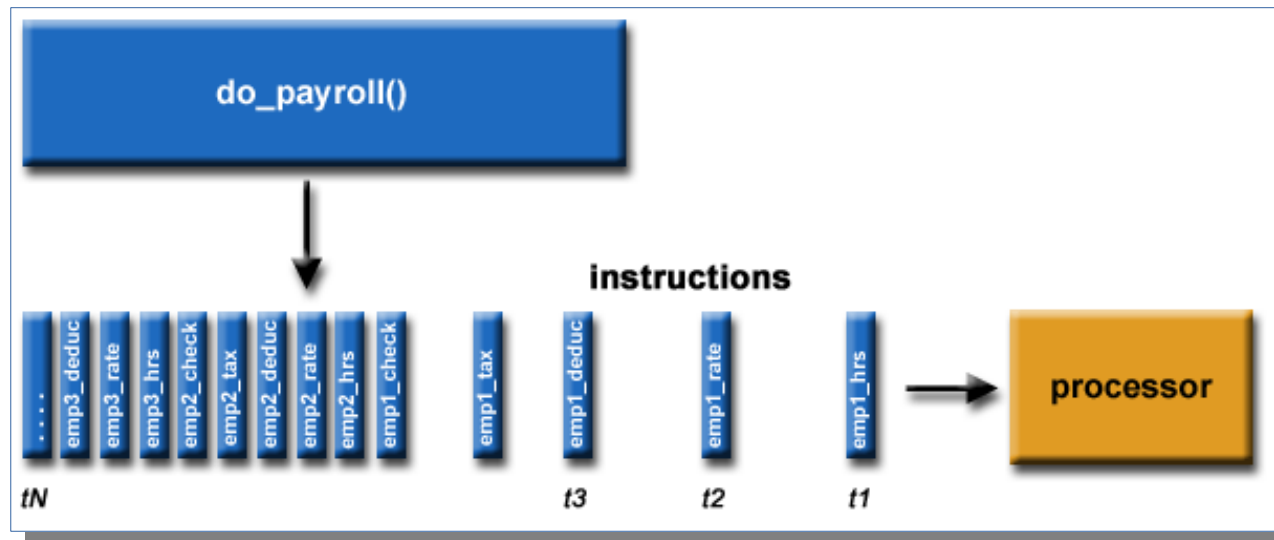 do_payroll()
instructions
. . . .
emp3_deduc
emp3_rate
emp3_hrs
emp2_check
emp2_tax
emp2_deduc
emp2_rate
emp2_hrs
emp1_check
emp1_tax
emp1_deduc
emp1_rate
emp1_hrs
processor
tN
t3
t2
t1